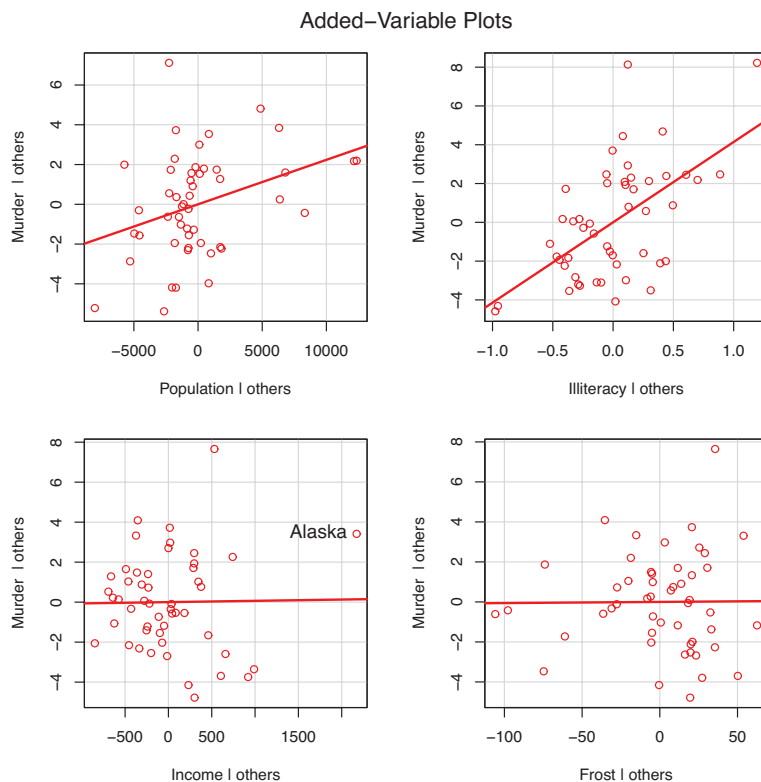 Added−Variable Plots
Murder | others
6
4
2
0
−2
−4
−5000 0 5000 10000
Population | others
Murder | others
8
6
4
2
0
−2
−4
−1.0 −0.5 0.0 0.5 1.0
Illiteracy | others
Murder | others
8
6
4
2
0
−2
−4
Alaska
−500 0 500 1500
Income | others
Murder | others
8
6
4
2
0
−2
−4
−100 −50 0 50
Frost | others